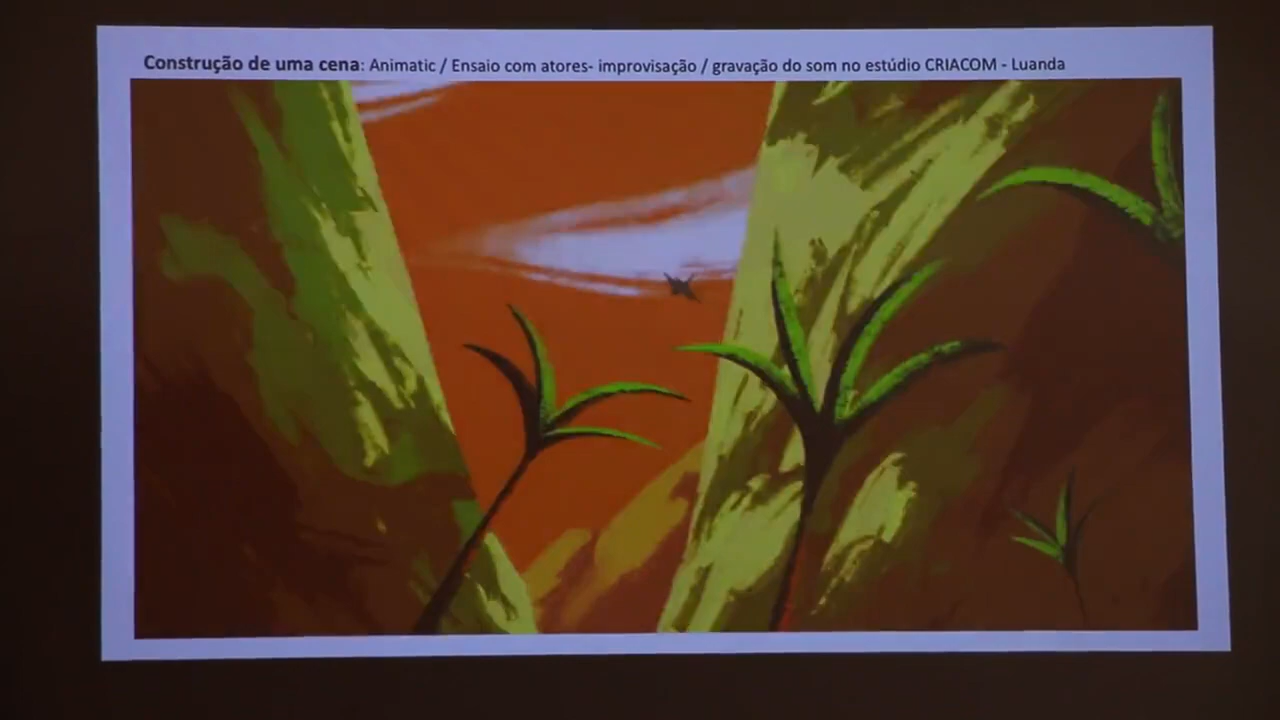 Construção de uma cena: Animatic / Ensaio com atores- improvisação / gravação do som no estúdio CRIACOM - Luanda